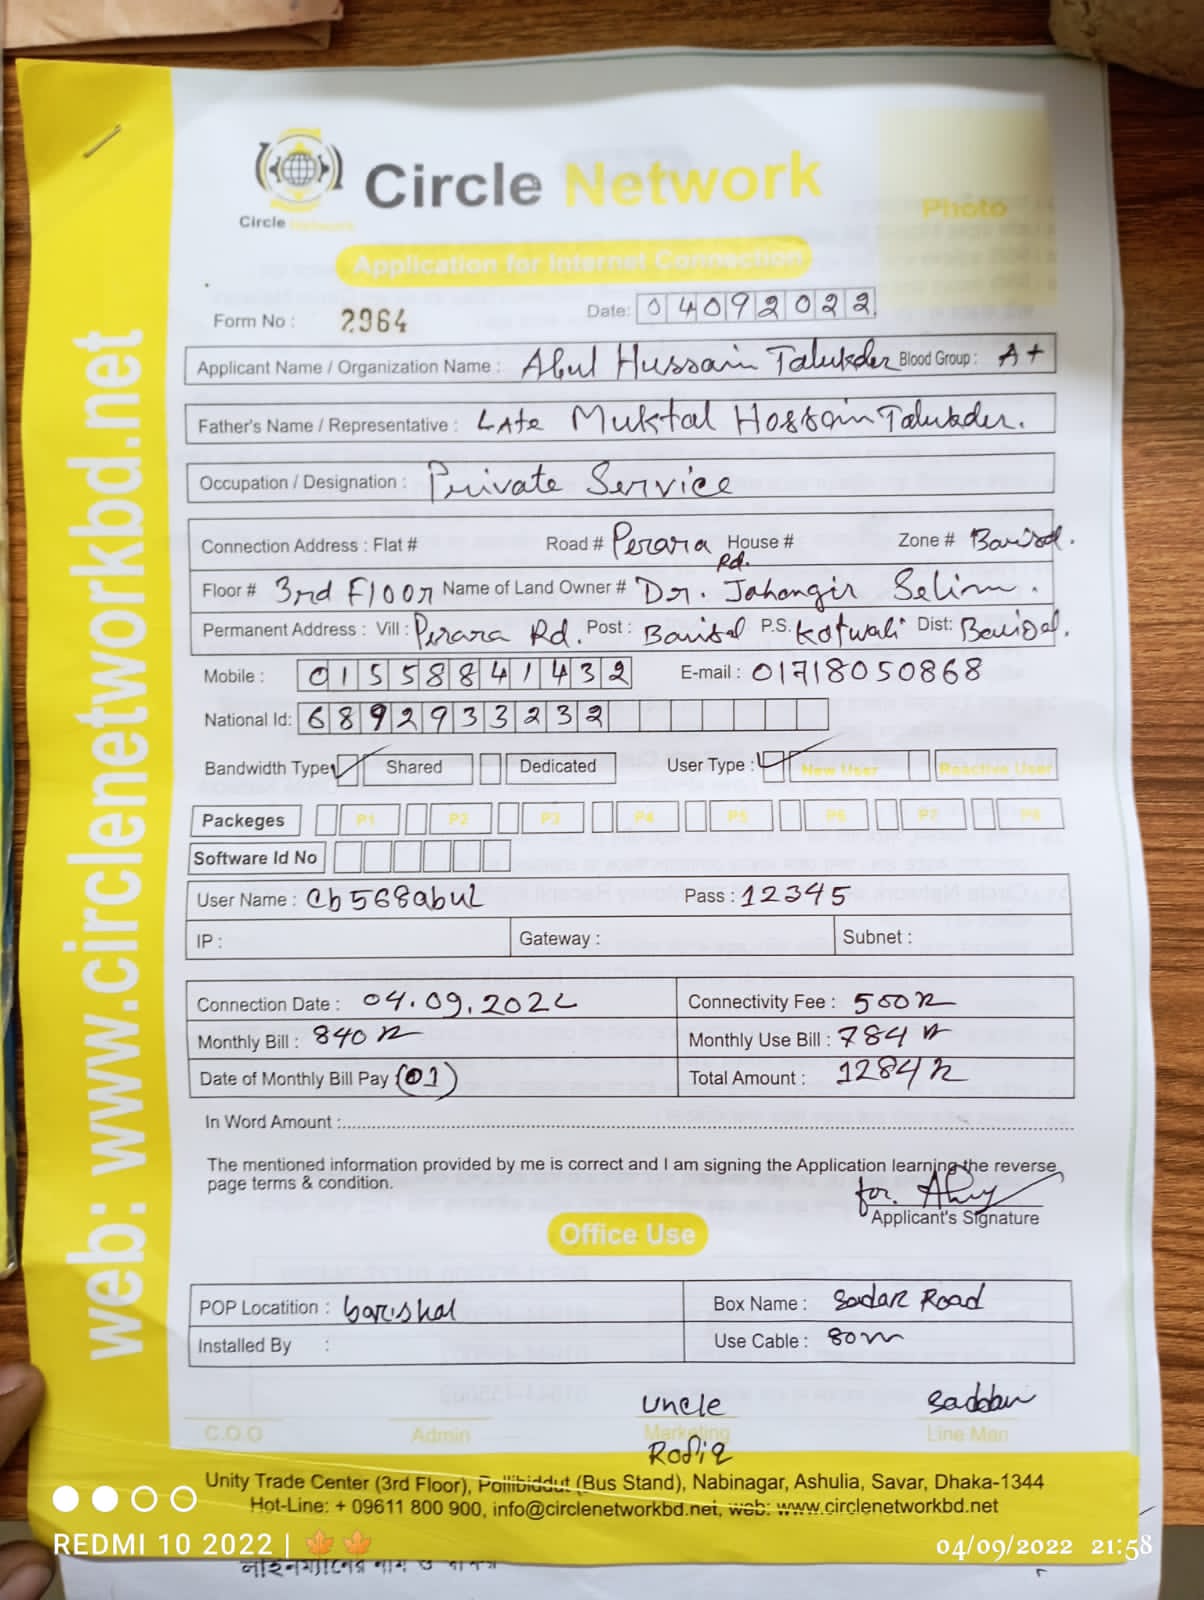 Circle Network
Circle Network
Photo
Application for Internet Connection
Form No : 2964
Date: 04092022
Applicant Name / Organization Name : Abul Hussain Talukder Blood Group : A+
Father's Name / Representative : Late Muktal Hossain Talukder.
Occupation / Designation : Private Service
Connection Address : Flat # Road # Perara Rd. House # Zone # Barisal.
Floor # 3rd Floor Name of Land Owner # Dr. Jahangir Selim.
Permanent Address : Vill : Perara Rd. Post : Barisal P.S. Kotwali Dist: Barisal.
Mobile : 01558841432 E-mail : 01718050868
National Id: 6892933232
Bandwidth Type Shared Dedicated User Type : New User Reactive User
Packeges P1 P2 P3 P4 P5 P6 P7 P8
Software Id No
User Name : cb568abul Pass : 12345
IP : Gateway : Subnet :
Connection Date : 04.09.2022 Connectivity Fee : 500
Monthly Bill : 840 Monthly Use Bill : 784
Date of Monthly Bill Pay (01) Total Amount : 1284
In Word Amount :
The mentioned information provided by me is correct and I am signing the Application learning the reverse
page terms & condition.
for.
Applicant's Signature
Office Use
POP Locatition : barishal Box Name : Sadar Road
Installed By : Use Cable : 80m
Uncle
C.O.O Admin Marketing Line Man
Rafiq
Unity Trade Center (3rd Floor), Pollibiddut (Bus Stand), Nabinagar, Ashulia, Savar, Dhaka-1344
Hot-Line: + 09611 800 900, info@circlenetworkbd.net, web: www.circlenetworkbd.net
web: www.circlenetworkbd.net
REDMI 10 2022 |
04/09/2022 21:58